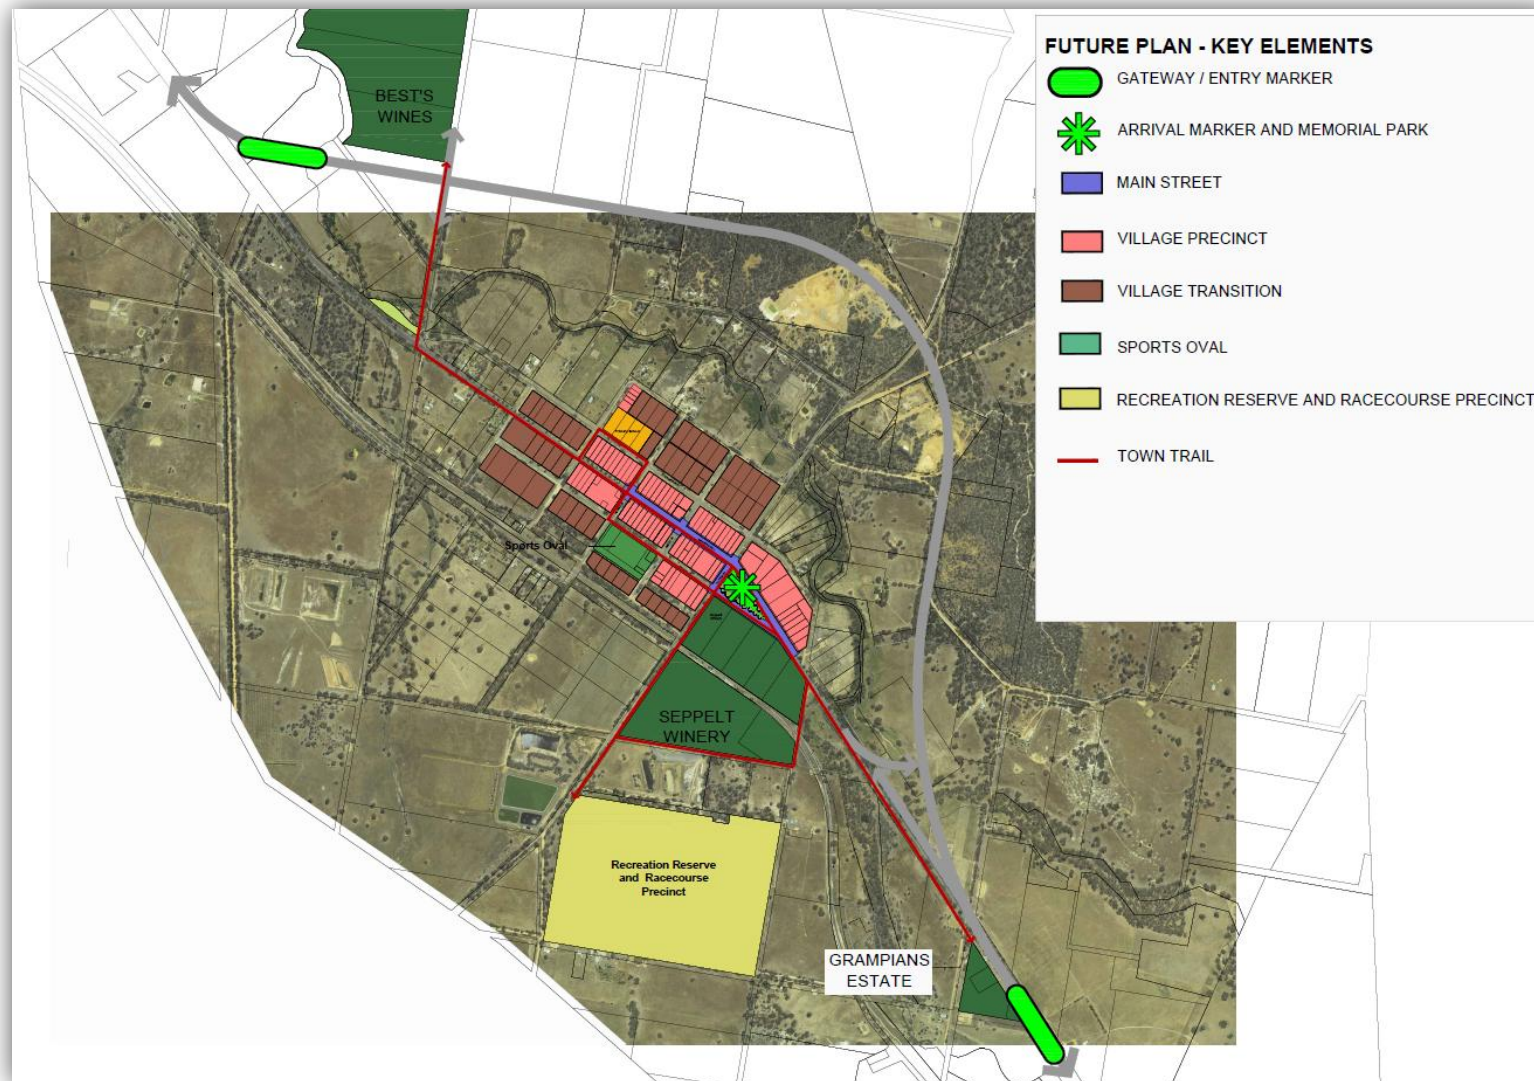 BEST'S
WINES
FUTURE PLAN - KEY ELEMENTS
GATEWAY / ENTRY MARKER
ARRIVAL MARKER AND MEMORIAL PARK
MAIN STREET
VILLAGE PRECINCT
VILLAGE TRANSITION
SPORTS OVAL
RECREATION RESERVE AND RACECOURSE PRECINCT
TOWN TRAIL
Sports Oval
SEPPELT
WINERY
Recreation Reserve
and Racecourse
Precinct
GRAMPIANS
ESTATE